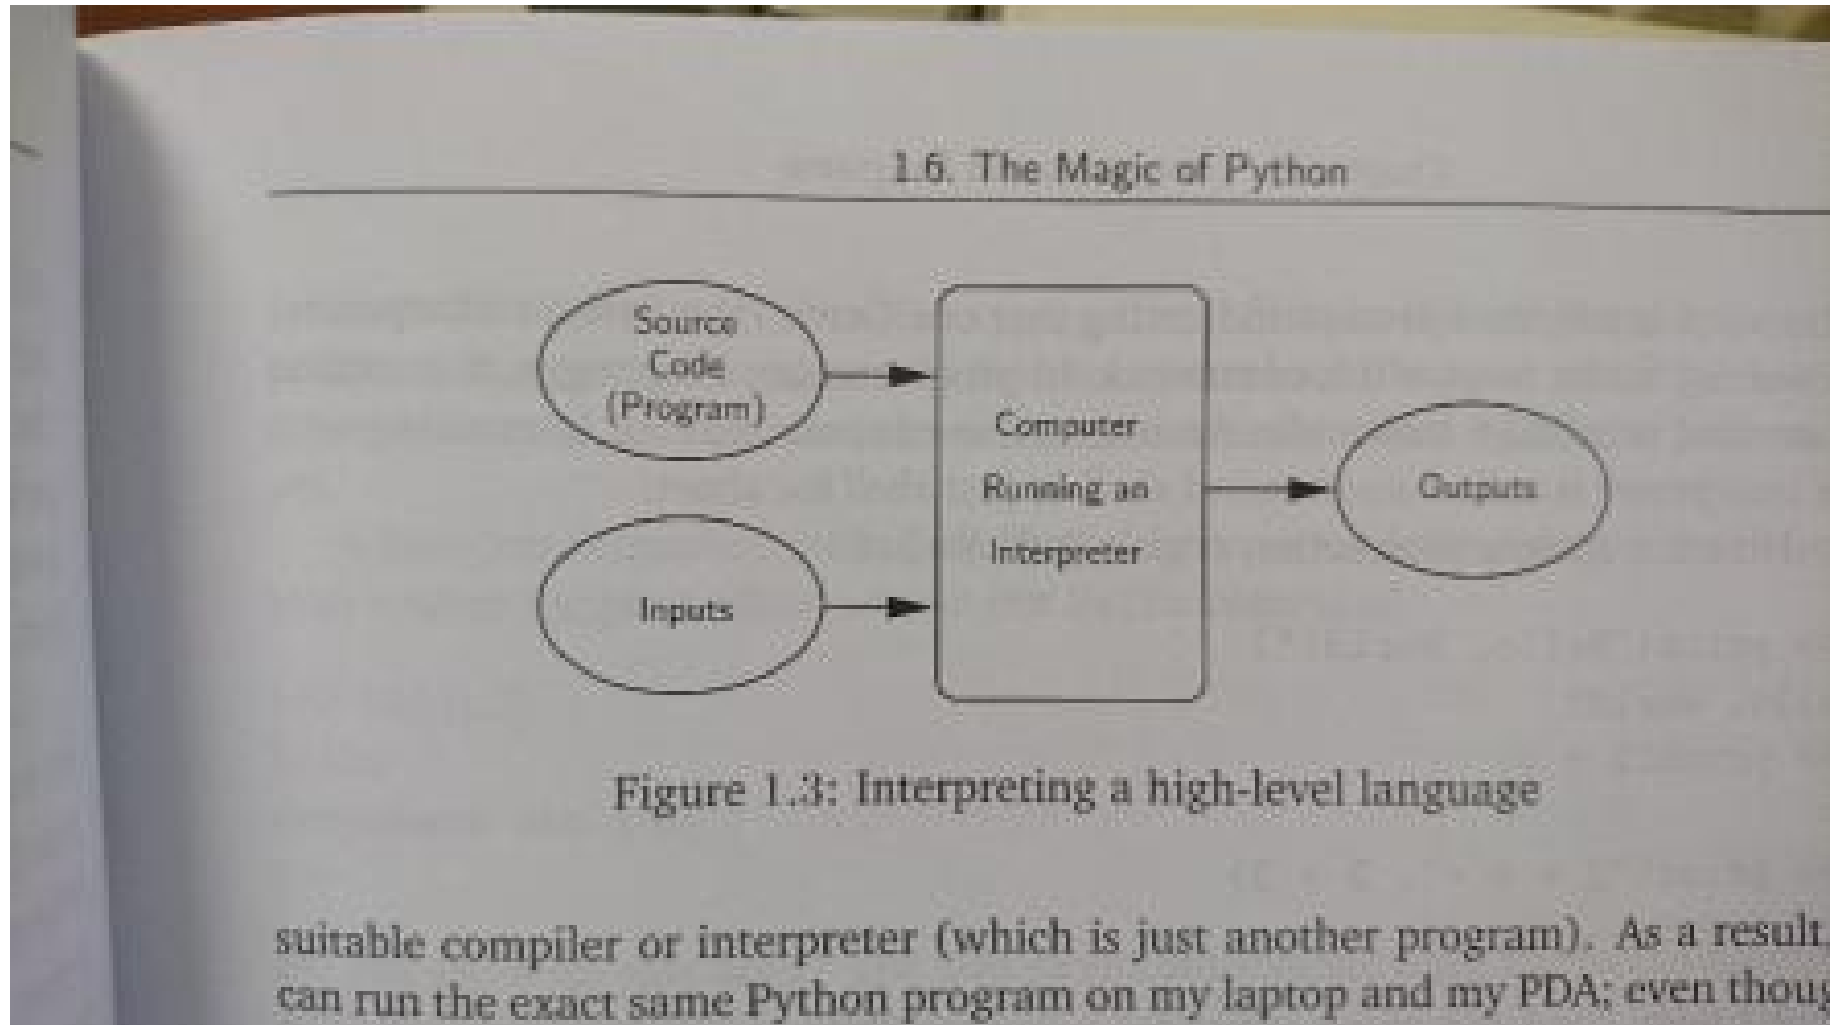 1.6. The Magic of Python
Source
Code
(Program)
Computer
Running an
Interpreter
Outputs
Inputs
Figure 1.3: Interpreting a high-level language
suitable compiler or interpreter (which is just another program). As a result,
can run the exact same Python program on my laptop and my PDA; even